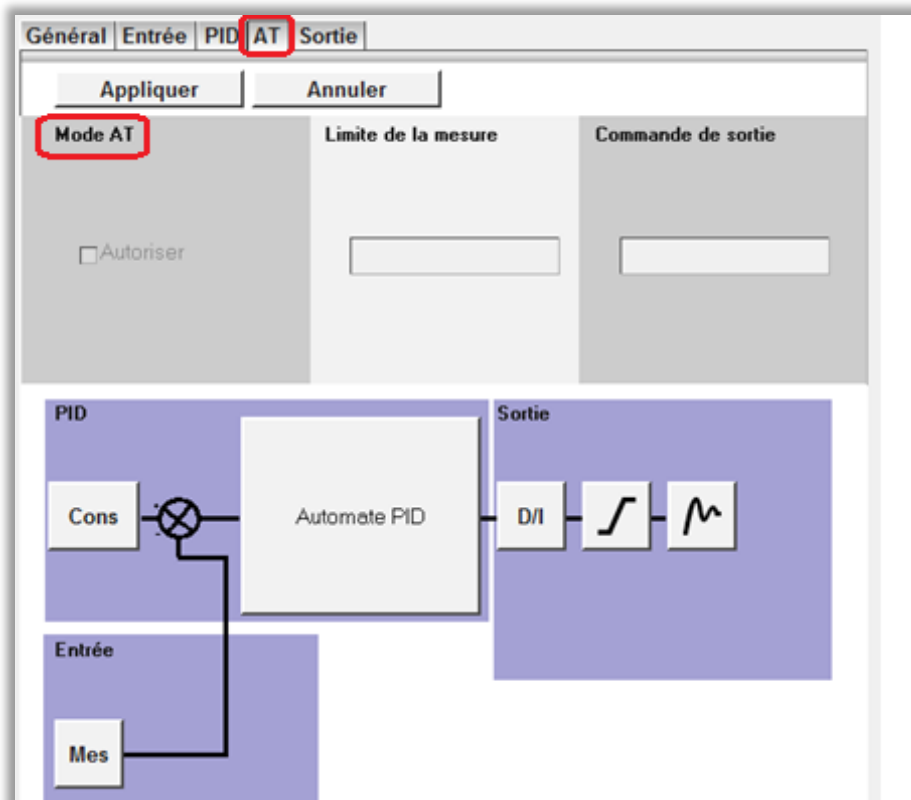 Général Entrée PID AT Sortie
Appliquer Annuler
Mode AT Limite de la mesure Commande de sortie
Autoriser
PID Sortie
Cons Automate PID D/I
Entrée
Mes